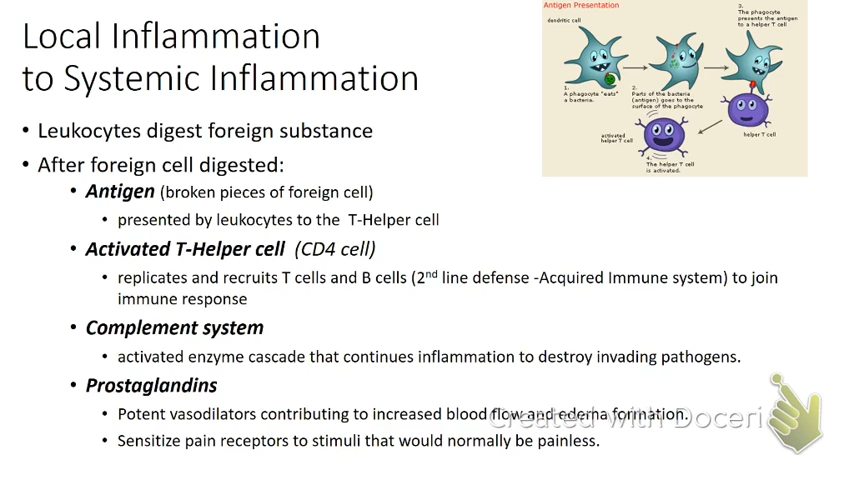 Local Inflammation
to Systemic Inflammation
• Leukocytes digest foreign substance
• After foreign cell digested:
• Antigen (broken pieces of foreign cell)
• presented by leukocytes to the T-Helper cell
• Activated T-Helper cell (CD4 cell)
• replicates and recruits T cells and B cells (2nd line defense -Acquired Immune system) to join
immune response
• Complement system
• activated enzyme cascade that continues inflammation to destroy invading pathogens.
• Prostaglandins
• Potent vasodilators contributing to increased blood flow and edema formation.
• Sensitize pain receptors to stimuli that would normally be painless.
Antigen Presentation
dendritic cell
1.
A phagocyte "eats"
a bacteria.
2.
Parts of the bacteria
(antigen) goes to the
surface of the phagocyte
3.
The phagocyte
presents the antigen
to a helper T cell
helper T cell
activated
helper T cell
4.
The helper T cell
is activated.
Created with Doceri